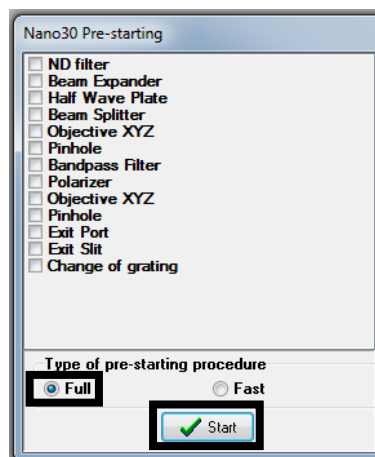 Nano30 Pre-starting
ND filter
Beam Expander
Half Wave Plate
Beam Splitter
Objective XYZ
Pinhole
Bandpass Filter
Polarizer
Objective XYZ
Pinhole
Exit Port
Exit Slit
Change of grating
Type of pre-starting procedure
Full Fast
Start